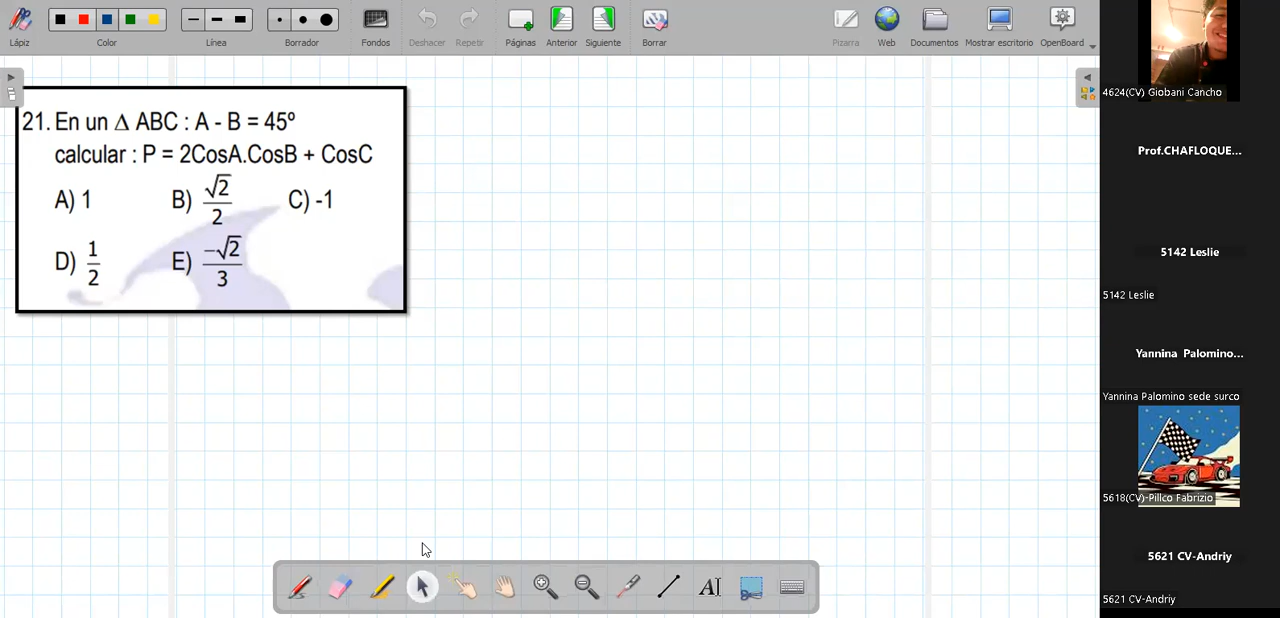 Lápiz
Color
Línea
Borrador
Fondos
Deshacer
Repetir
Páginas
Anterior
Siguiente
Borrar
Pizarra
Web
Documentos
Mostrar escritorio
OpenBoard
21. En un Δ ABC : A - B = 45º
calcular : P = 2CosA.CosB + CosC
A) 1 B) √2/2 C) -1
D) 1/2 E) -√2/3
4624(CV) Giobani Cancho
Prof.CHAFLOQUE...
5142 Leslie
5142 Leslie
Yannina Palomino...
Yannina Palomino sede surco
5618(CV)-Pillco Fabrizio
5621 CV-Andriy
5621 CV-Andriy